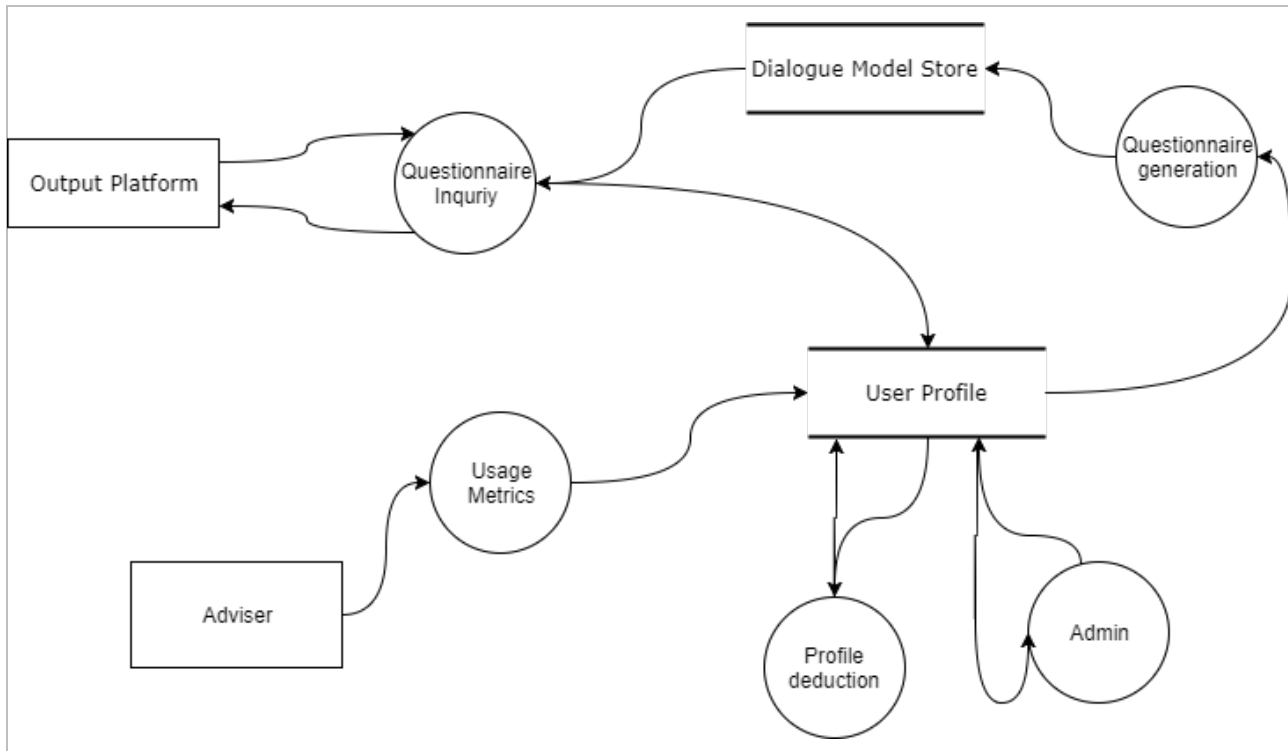 Dialogue Model Store
Questionnaire
generation
Output Platform
Questionnaire
Inquriy
User Profile
Usage
Metrics
Adviser
Profile
deduction
Admin